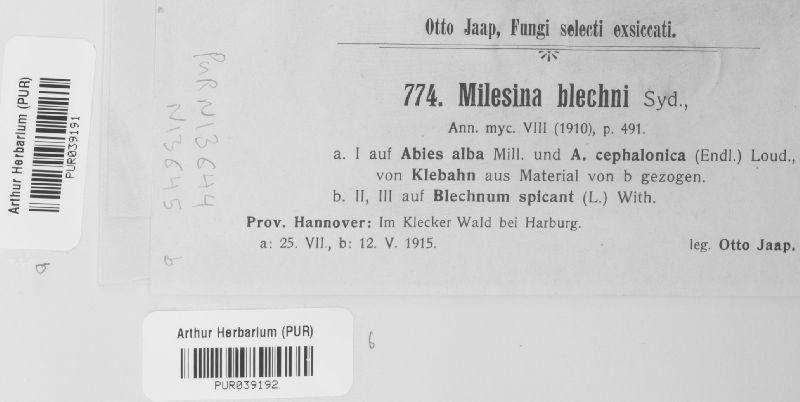 Otto Jaap, Fungi selecti exsiccati.
774. Milesina blechni Syd.,
Ann. myc. VIII (1910), p. 491.
a. I auf Abies alba Mill. und A. cephalonica (Endl.) Loud.,
von Klebahn aus Material von b gezogen.
b. II, III auf Blechnum spicant (L.) With.
Prov. Hannover: Im Klecker Wald bei Harburg.
a: 25. VII., b: 12. V. 1915.
leg. Otto Jaap.
PUR N13644
N13645
Arthur Herbarium (PUR)
PUR039191
a
b
Arthur Herbarium (PUR)
PUR039192
b